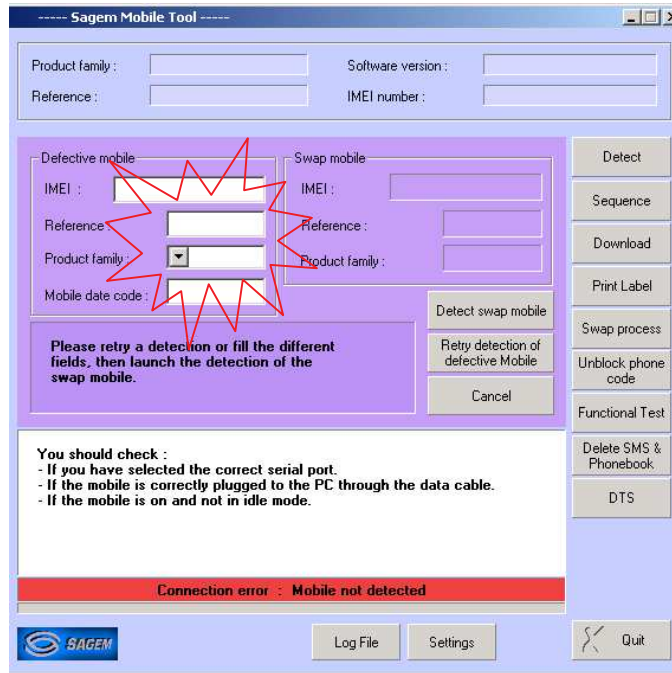 ----- Sagem Mobile Tool -----
Product family :
Software version :
Reference :
IMEI number :
Defective mobile
Swap mobile
IMEI :
IMEI :
Reference :
Reference :
Product family :
Product family :
Mobile date code :
Detect swap mobile
Please retry a detection or fill the different
fields, then launch the detection of the
swap mobile.
Retry detection of
defective Mobile
Cancel
Detect
Sequence
Download
Print Label
Swap process
Unblock phone
code
Functional Test
Delete SMS &
Phonebook
DTS
You should check :
- If you have selected the correct serial port.
- If the mobile is correctly plugged to the PC through the data cable.
- If the mobile is on and not in idle mode.
Connection error : Mobile not detected
SAGEM
Log File
Settings
Quit